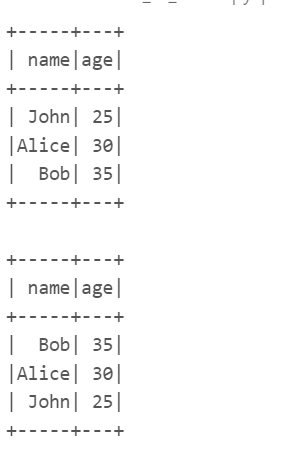 +-----+---+
| name|age|
+-----+---+
| John| 25|
|Alice| 30|
|  Bob| 35|
+-----+---+

+-----+---+
| name|age|
+-----+---+
|  Bob| 35|
|Alice| 30|
| John| 25|
+-----+---+